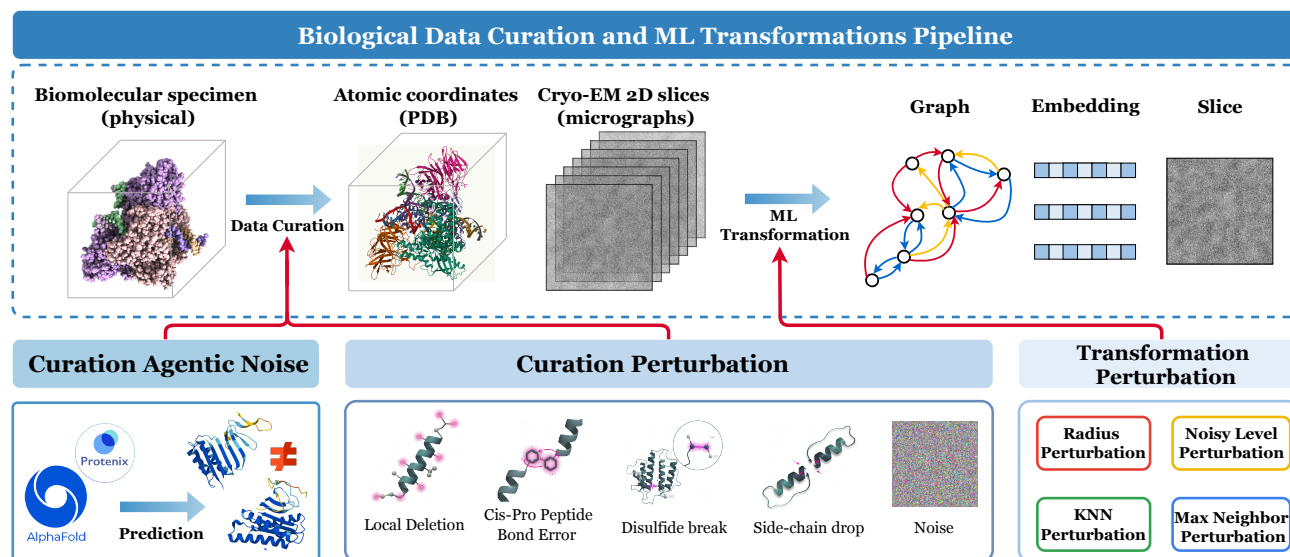 Biological Data Curation and ML Transformations Pipeline
Biomolecular specimen
(physical)
Atomic coordinates
(PDB)
Cryo-EM 2D slices
(micrographs)
Graph
Embedding
Slice
Data Curation
ML
Transformation
Curation Agentic Noise
Curation Perturbation
Transformation
Perturbation
Protenix
AlphaFold
Prediction
≠
Local Deletion
Cis-Pro Peptide
Bond Error
Disulfide break
Side-chain drop
Noise
Radius
Perturbation
Noisy Level
Perturbation
KNN
Perturbation
Max Neighbor
Perturbation